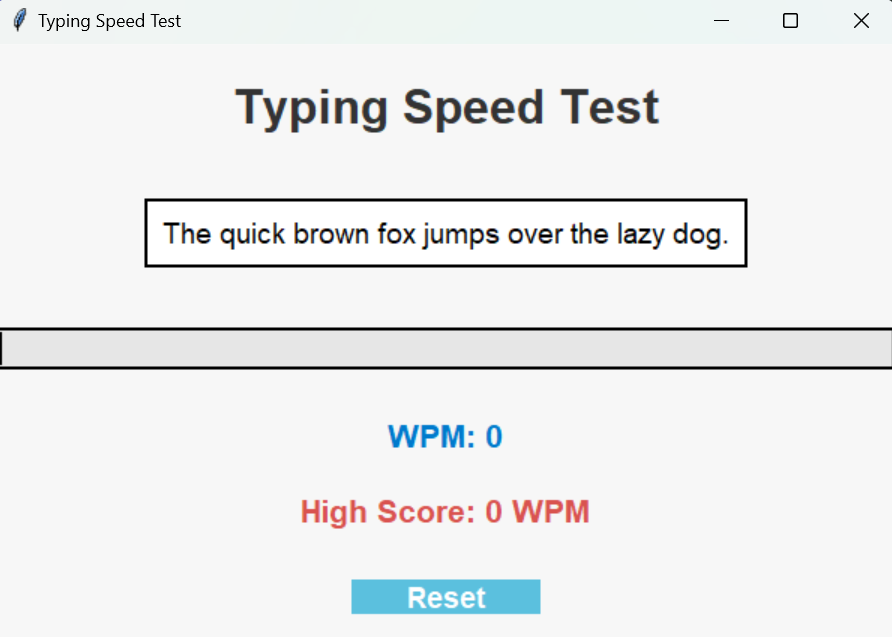 Typing Speed Test
Typing Speed Test
The quick brown fox jumps over the lazy dog.
WPM: 0
High Score: 0 WPM
Reset